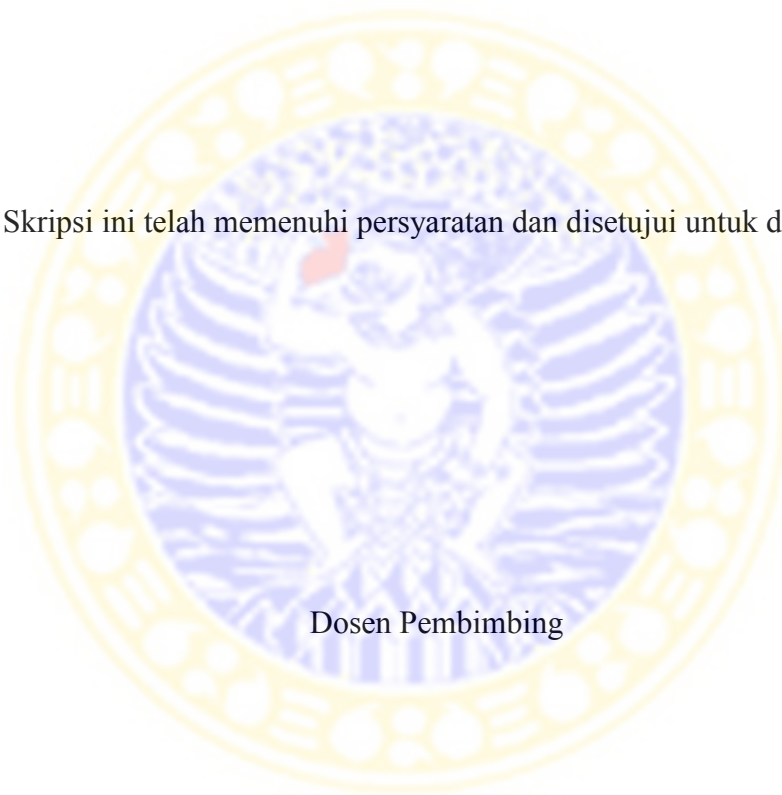 Skripsi ini telah memenuhi persyaratan dan disetujui untuk d
Dosen Pembimbing